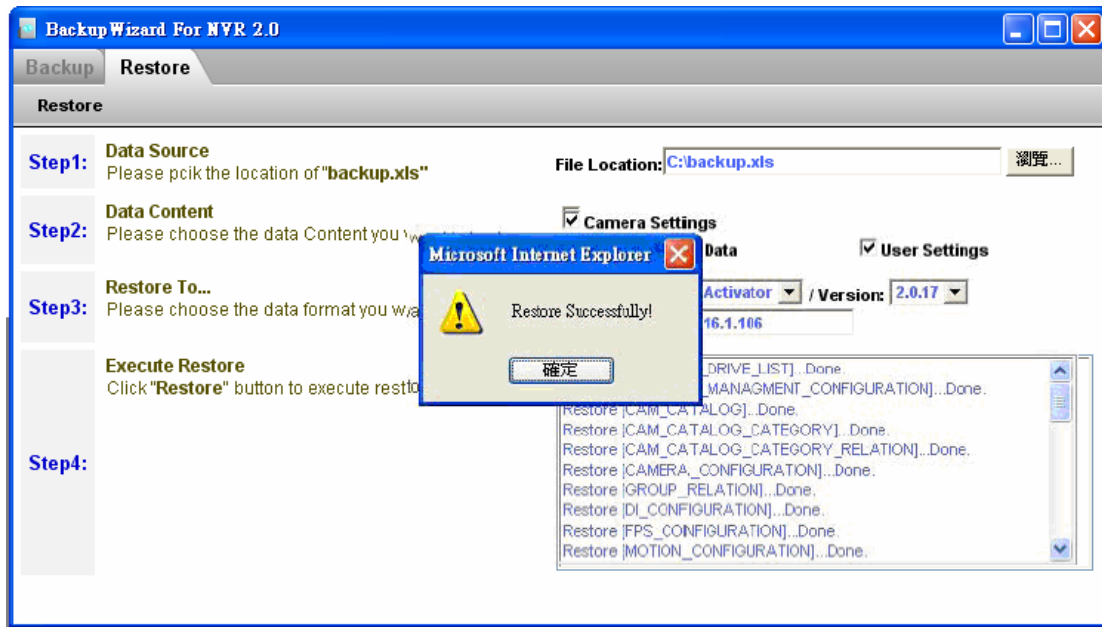 Backup Wizard For NVR 2.0
Backup Restore
Restore
Step1:
Data Source
Please pcik the location of "backup.xls"
File Location: C:\backup.xls 瀏覽...
Step2:
Data Content
Please choose the data Content you
Camera Settings
Data
User Settings
Step3:
Restore To...
Please choose the data format you
Activator / Version: 2.0.17
16.1.106
Microsoft Internet Explorer
Restore Successfully!
確定
Step4:
Execute Restore
Click "Restore" button to execute
_DRIVE_LIST]...Done.
_MANAGMENT_CONFIGURATION]...Done.
Restore [CAM_CATALOG]...Done.
Restore [CAM_CATALOG_CATEGORY]...Done.
Restore [CAM_CATALOG_CATEGORY_RELATION]...Done.
Restore [CAMERA_CONFIGURATION]...Done.
Restore [GROUP_RELATION]...Done.
Restore [DI_CONFIGURATION]...Done.
Restore [FPS_CONFIGURATION]...Done.
Restore [MOTION_CONFIGURATION]...Done.